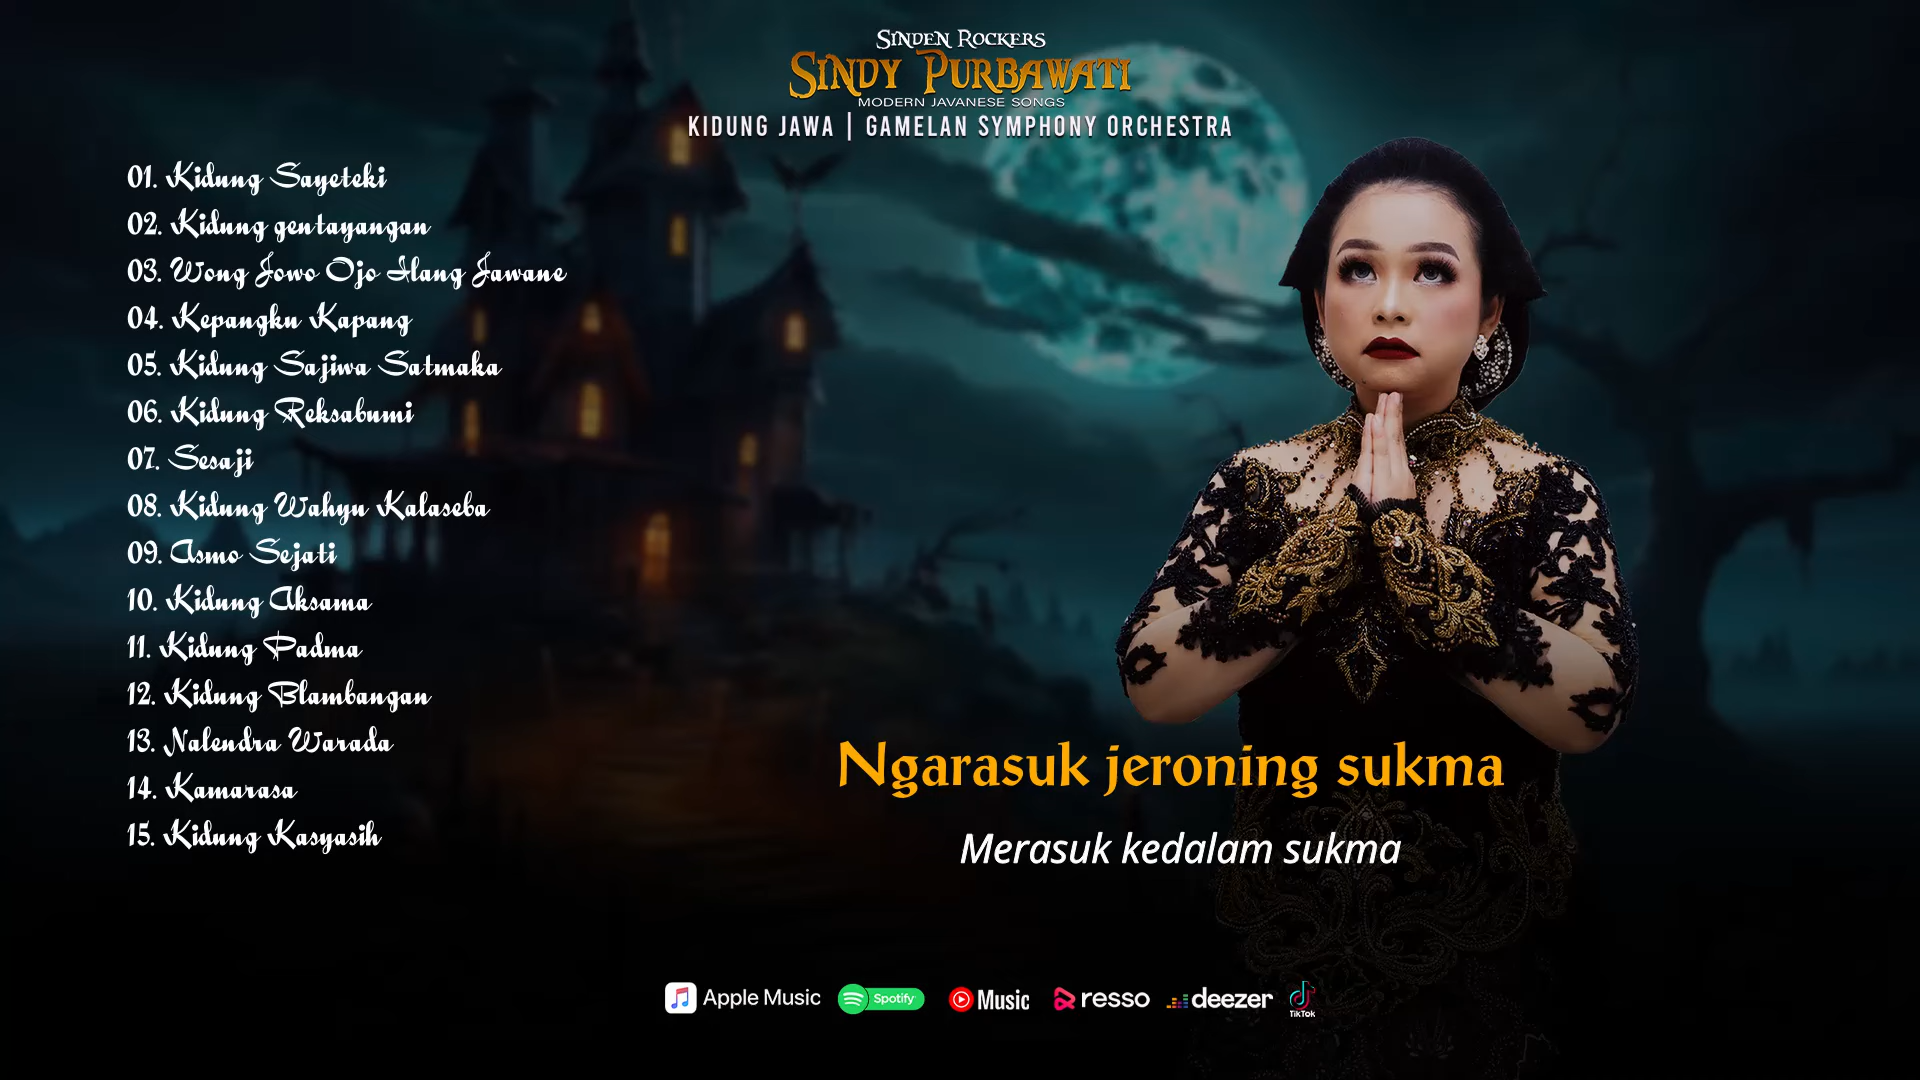 SINDEN ROCKERS
SINDY PURBAWATI
MODERN JAVANESE SONGS
KIDUNG JAWA | GAMELAN SYMPHONY ORCHESTRA
01. Kidung Sayeteki
02. Kidung gentayangan
03. Wong Jowo Ojo Ilang Jawane
04. Kepangku Kapang
05. Kidung Sajiwa Satmaka
06. Kidung Reksabumi
07. Sesaji
08. Kidung Wahyu Kalaseba
09. Asmo Sejati
10. Kidung Aksama
11. Kidung Padma
12. Kidung Blambangan
13. Nalendra Warada
14. Kamarasa
15. Kidung Kasyasih
Ngarasuk jeroning sukma
Merasuk kedalam sukma
Apple Music Spotify Music resso deezer TikTok